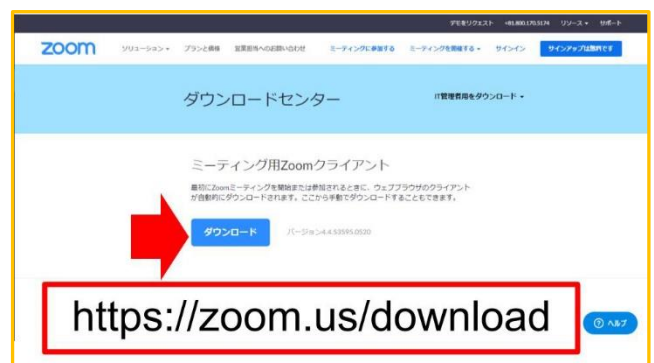 デモをリクエスト +81.800.170.5174 リソース サポート
zoom ソリューション プランと価格 営業担当へのお問い合わせ ミーティングに参加する ミーティングを開催する サインイン サインアップは無料です
ダウンロードセンター IT管理者用をダウンロード
ミーティング用Zoomクライアント
最初にZoomミーティングを開始または参加されるときに、ウェブブラウザのクライアント
が自動的にダウンロードされます。ここから手動でダウンロードすることもできます。
ダウンロード バージョン4.4.53595.0520
https://zoom.us/download
ヘルプ